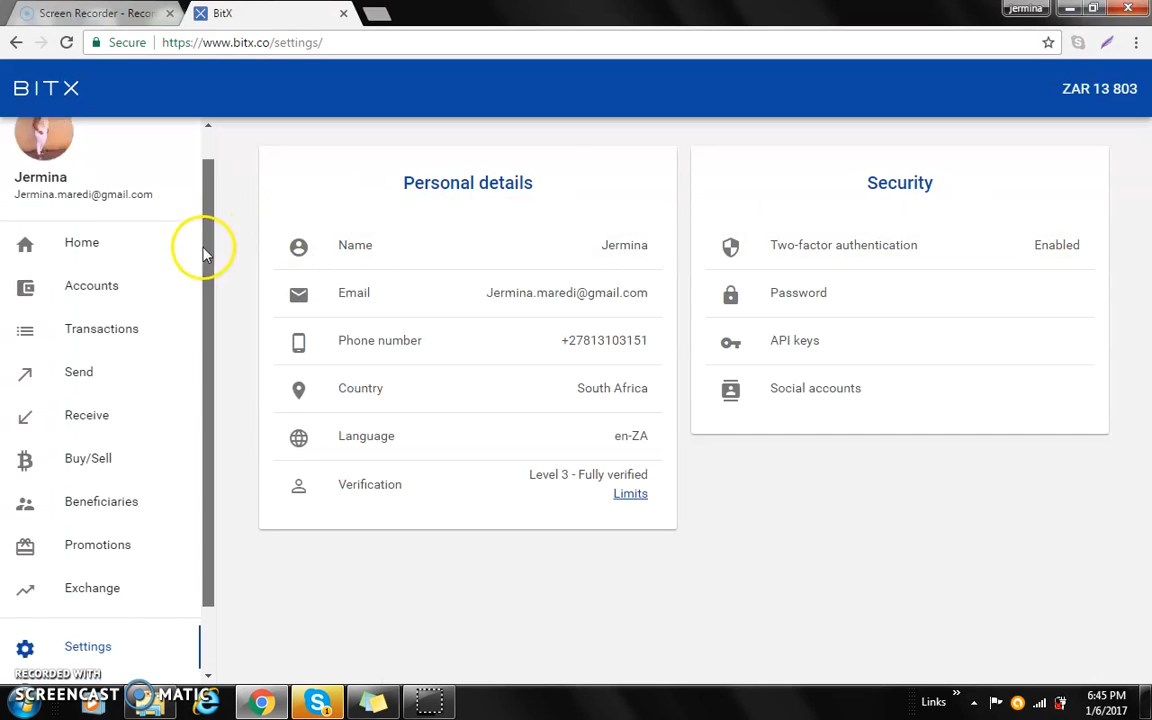 Screen Recorder - Recor
BitX
jermina
Secure
https://www.bitx.co/settings/
BITX
ZAR 13 803
Jermina
Jermina.maredi@gmail.com
Home
Accounts
Transactions
Send
Receive
Buy/Sell
Beneficiaries
Promotions
Exchange
Settings
Personal details
Name Jermina
Email Jermina.maredi@gmail.com
Phone number +27813103151
Country South Africa
Language en-ZA
Verification Level 3 - Fully verified
Limits
Security
Two-factor authentication Enabled
Password
API keys
Social accounts
RECORDED WITH
SCREENCAST MATIC
Links
6:45 PM
1/6/2017